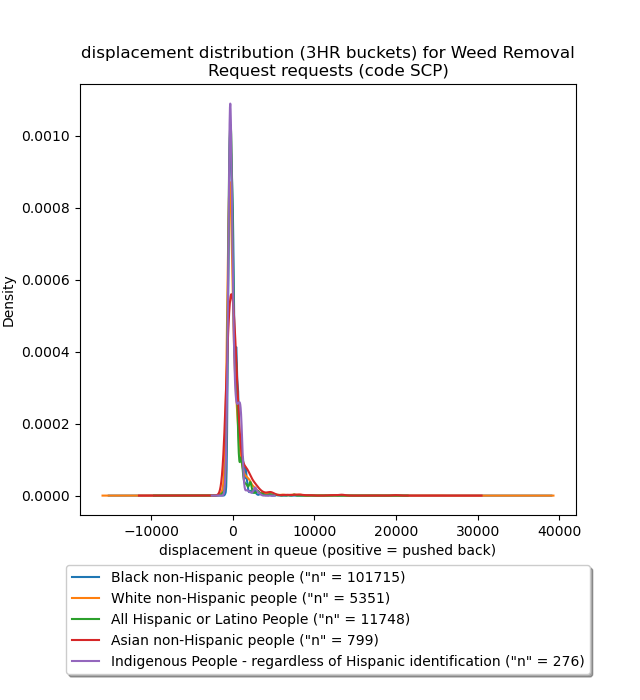 displacement distribution (3HR buckets) for Weed Removal
Request requests (code SCP)
0.0010
0.0008
0.0006
0.0004
0.0002
0.0000
Density
−10000 0 10000 20000 30000 40000
displacement in queue (positive = pushed back)
Black non-Hispanic people ("n" = 101715)
White non-Hispanic people ("n" = 5351)
All Hispanic or Latino People ("n" = 11748)
Asian non-Hispanic people ("n" = 799)
Indigenous People - regardless of Hispanic identification ("n" = 276)